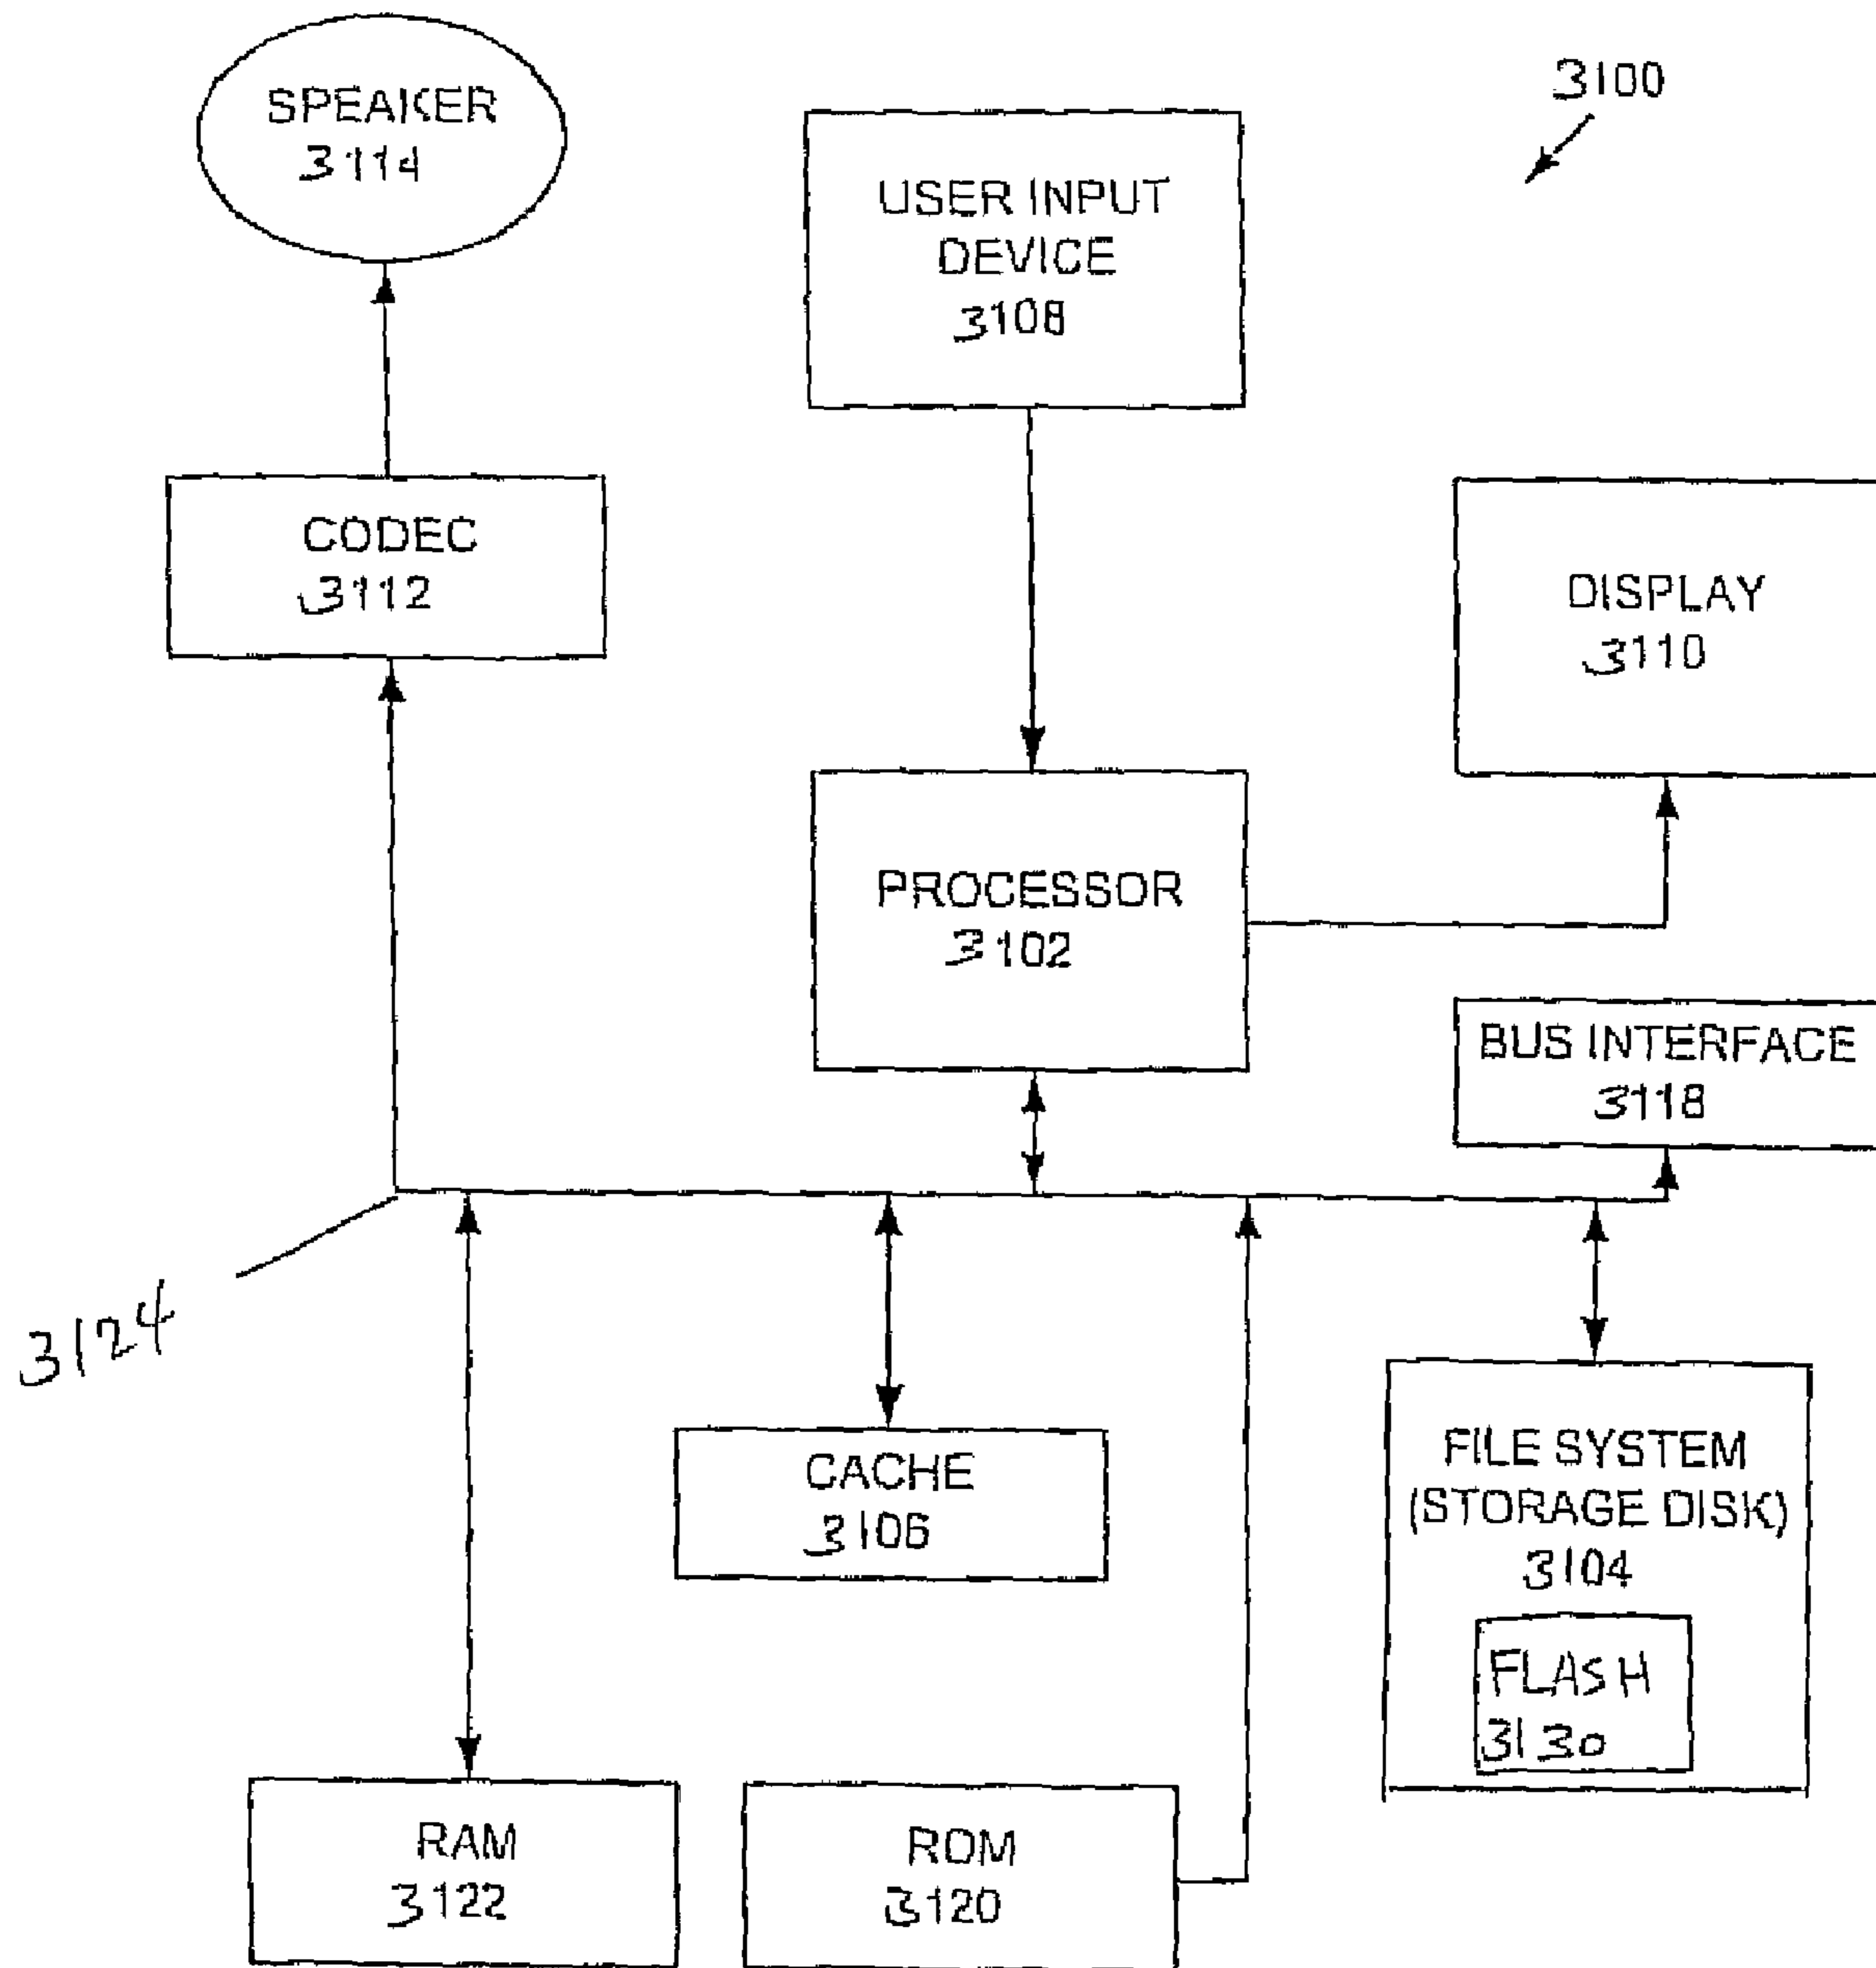 SPEAKER
3114
3100
USER INPUT
DEVICE
3108
CODEC
3112
DISPLAY
3110
PROCESSOR
3102
BUS INTERFACE
3118
3124
CACHE
3106
FILE SYSTEM
(STORAGE DISK)
3104
FLASH
3130
RAM
3122
ROM
3120